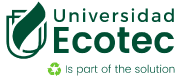 Universidad
Ecotec
Is part of the solution